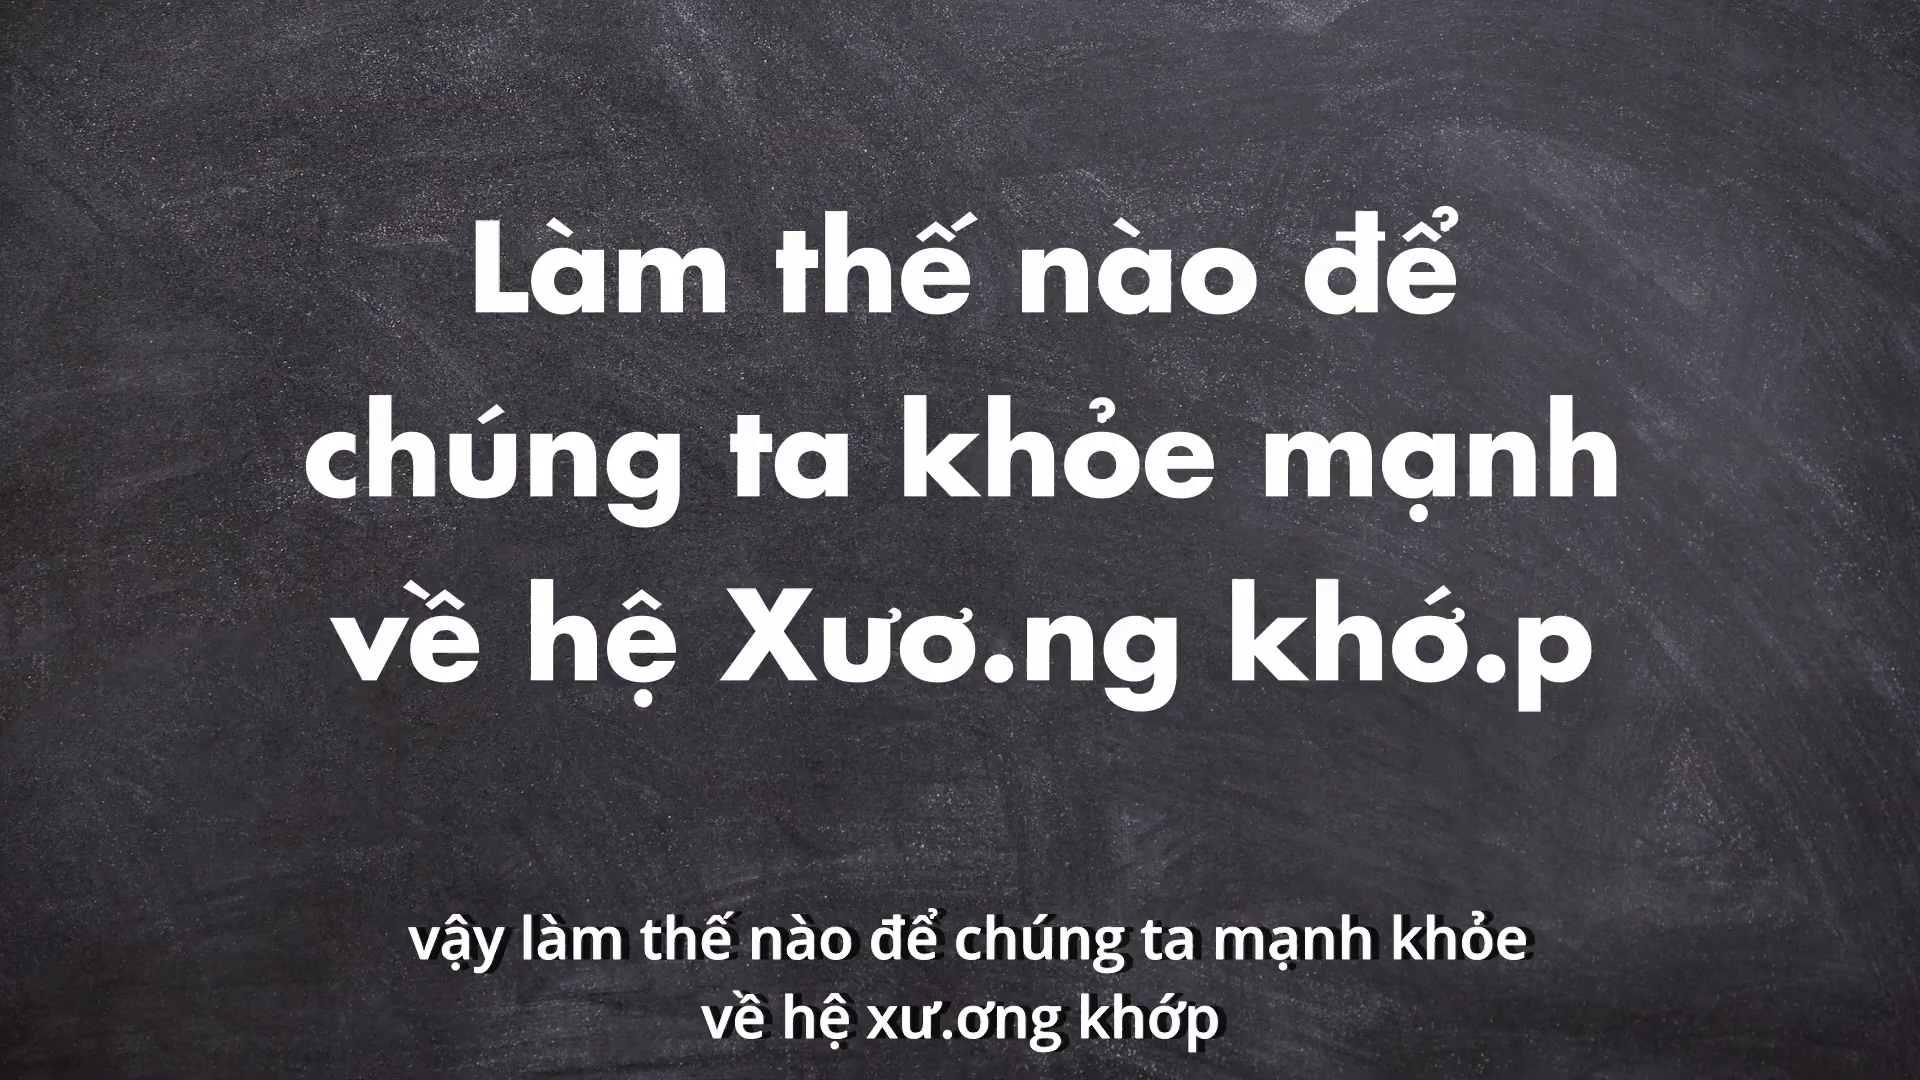 Làm thế nào để
chúng ta khỏe mạnh
về hệ Xươ.ng khớ.p
vậy làm thế nào để chúng ta mạnh khỏe
về hệ xư.ơng khớp